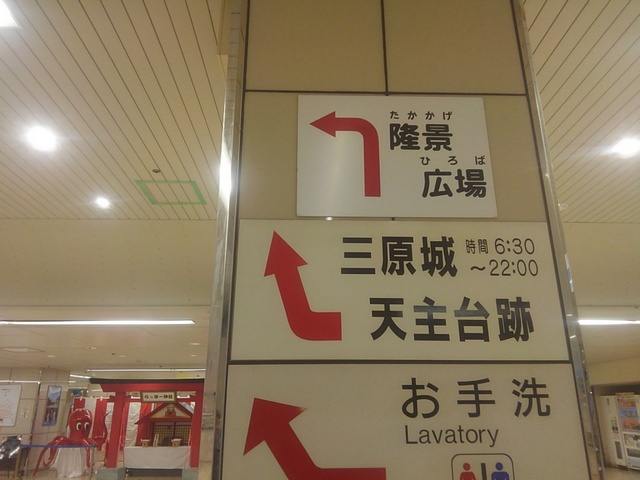 たかかげ
隆景
ひろば
広場
三原城 時間 6:30
～22:00
天主台跡
お手洗
Lavatory